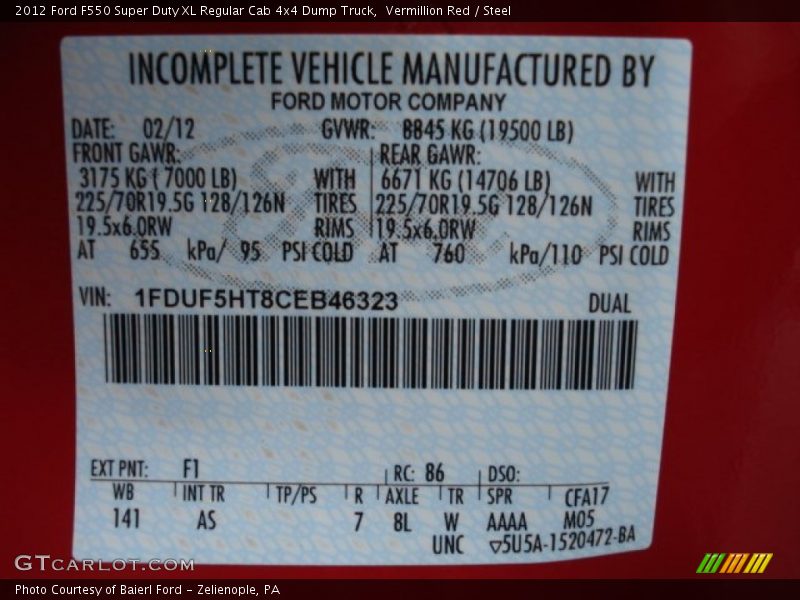 2012 Ford F550 Super Duty XL Regular Cab 4x4 Dump Truck, Vermillion Red / Steel
INCOMPLETE VEHICLE MANUFACTURED BY
FORD MOTOR COMPANY
DATE: 02/12 GVWR: 8845 KG (19500 LB)
FRONT GAWR: REAR GAWR:
3175 KG ( 7000 LB) WITH 6671 KG (14706 LB) WITH
225/70R19.5G 128/126N TIRES 225/70R19.5G 128/126N TIRES
19.5x6.0RW RIMS 19.5x6.0RW RIMS
AT 655 kPa/ 95 PSI COLD AT 760 kPa/110 PSI COLD
VIN: 1FDUF5HT8CEB46323 DUAL
EXT PNT: F1 RC: 86 DSO:
WB INT TR TP/PS R AXLE TR SPR CFA17
141 AS 7 8L W AAAA M05
UNC ▽5U5A-1520472-BA
GTCARLOT.COM
Photo Courtesy of Baierl Ford - Zelienople, PA